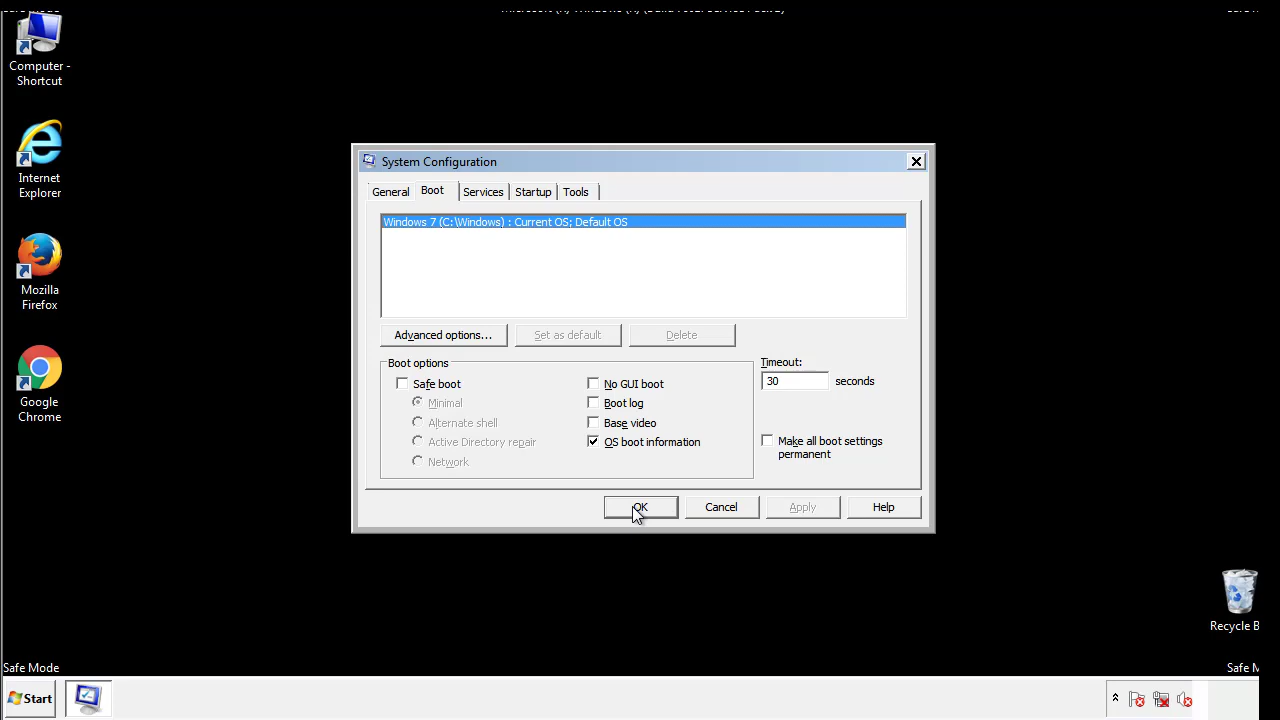 Computer -
Shortcut
Internet
Explorer
Mozilla
Firefox
Google
Chrome
System Configuration
General
Boot
Services
Startup
Tools
Windows 7 (C:\Windows) : Current OS; Default OS
Advanced options...
Set as default
Delete
Boot options
Safe boot
Minimal
Alternate shell
Active Directory repair
Network
No GUI boot
Boot log
Base video
OS boot information
Timeout:
30 seconds
Make all boot settings
permanent
OK
Cancel
Apply
Help
Recycle B
Safe Mode
Safe M
Start